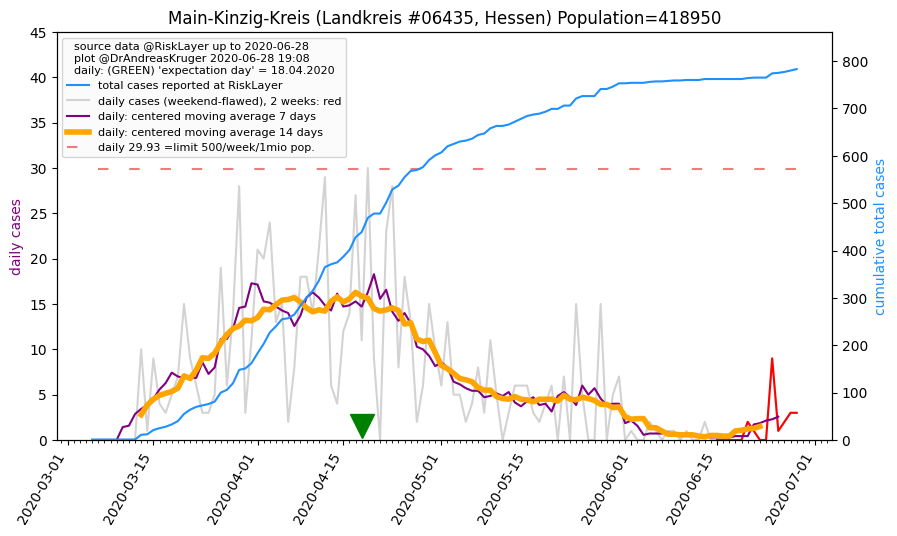 Main-Kinzig-Kreis (Landkreis #06435, Hessen) Population=418950
source data @RiskLayer up to 2020-06-28
plot @DrAndreasKruger 2020-06-28 19:08
daily: (GREEN) 'expectation day' = 18.04.2020
total cases reported at RiskLayer
daily cases (weekend-flawed), 2 weeks: red
daily: centered moving average 7 days
daily: centered moving average 14 days
daily 29.93 =limit 500/week/1mio pop.
daily cases
45
40
35
30
25
20
15
10
5
0
cumulative total cases
800
700
600
500
400
300
200
100
0
2020-03-01
2020-03-15
2020-04-01
2020-04-15
2020-05-01
2020-05-15
2020-06-01
2020-06-15
2020-07-01